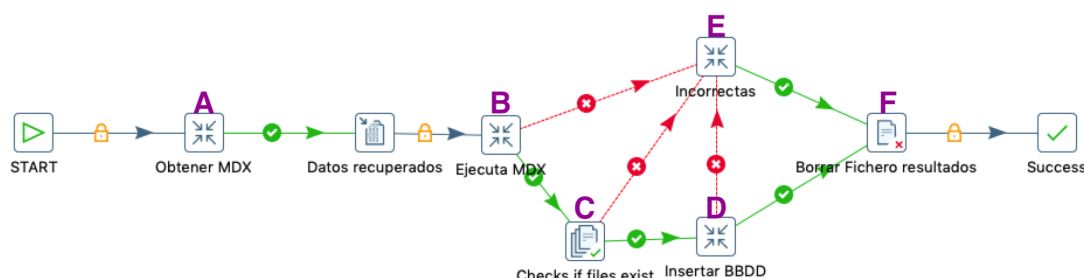 E
A
B
Incorrectas
F
START
Obtener MDX
Datos recuperados
Ejecuta MDX
Borrar Fichero resultados
Success
C
D
Checks if files exist
Insertar BBDD